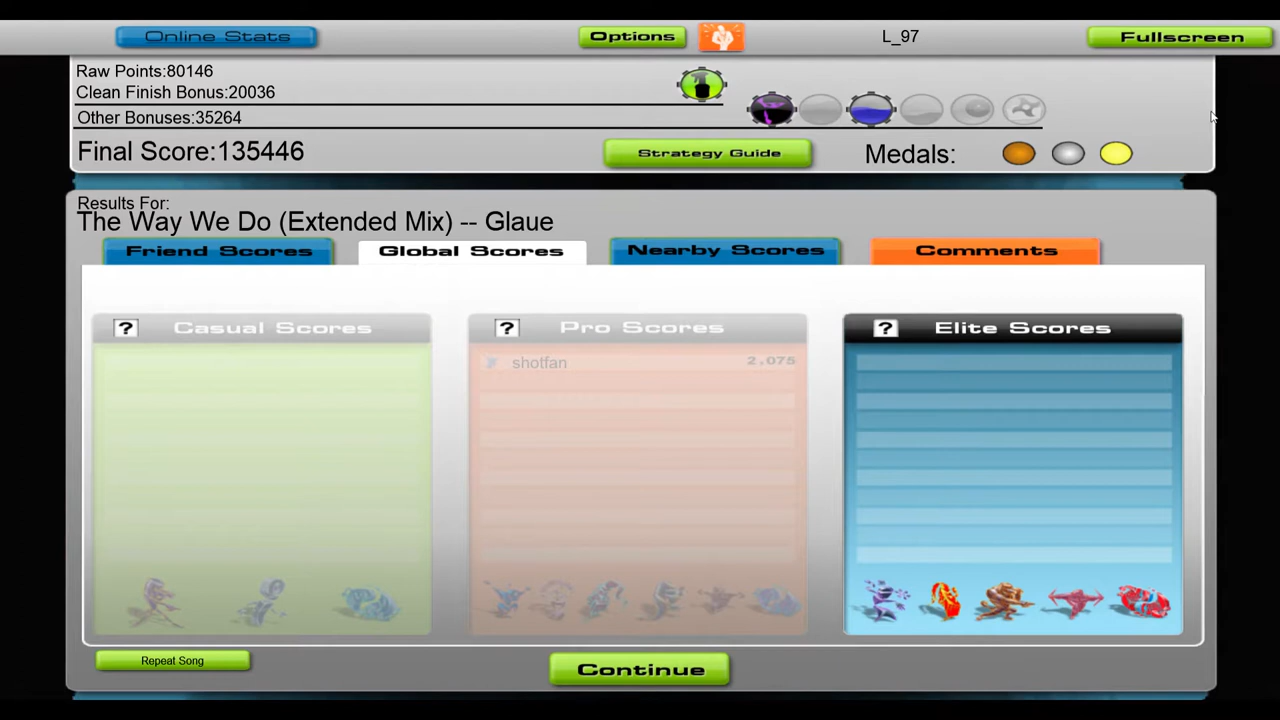 Online Stats
Options
L_97
Fullscreen
Raw Points:80146
Clean Finish Bonus:20036
Other Bonuses:35264
Final Score:135446
Strategy Guide
Medals:
Results For:
The Way We Do (Extended Mix) -- Glaue
Friend Scores
Global Scores
Nearby Scores
Comments
? Casual Scores
? Pro Scores
? Elite Scores
shotfan 2,075
Repeat Song
Continue